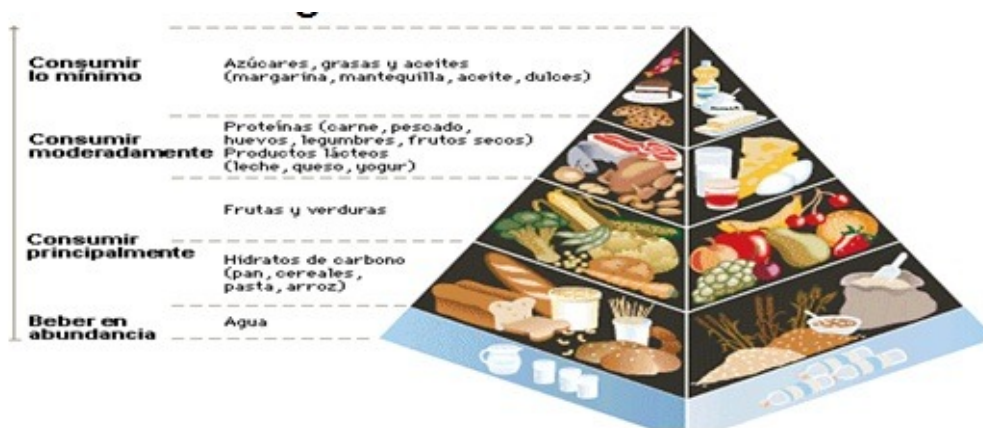 Consumir
lo mínimo
Azúcares, grasas y aceites
(margarina, mantequilla, aceite, dulces)
Consumir
moderadamente
Proteínas (carne, pescado,
huevos, legumbres, frutos secos)
Productos lácteos
(leche, queso, yogur)
Consumir
principalmente
Frutas y verduras
Hidratos de carbono
(pan, cereales,
pasta, arroz)
Beber en
abundancia
Agua